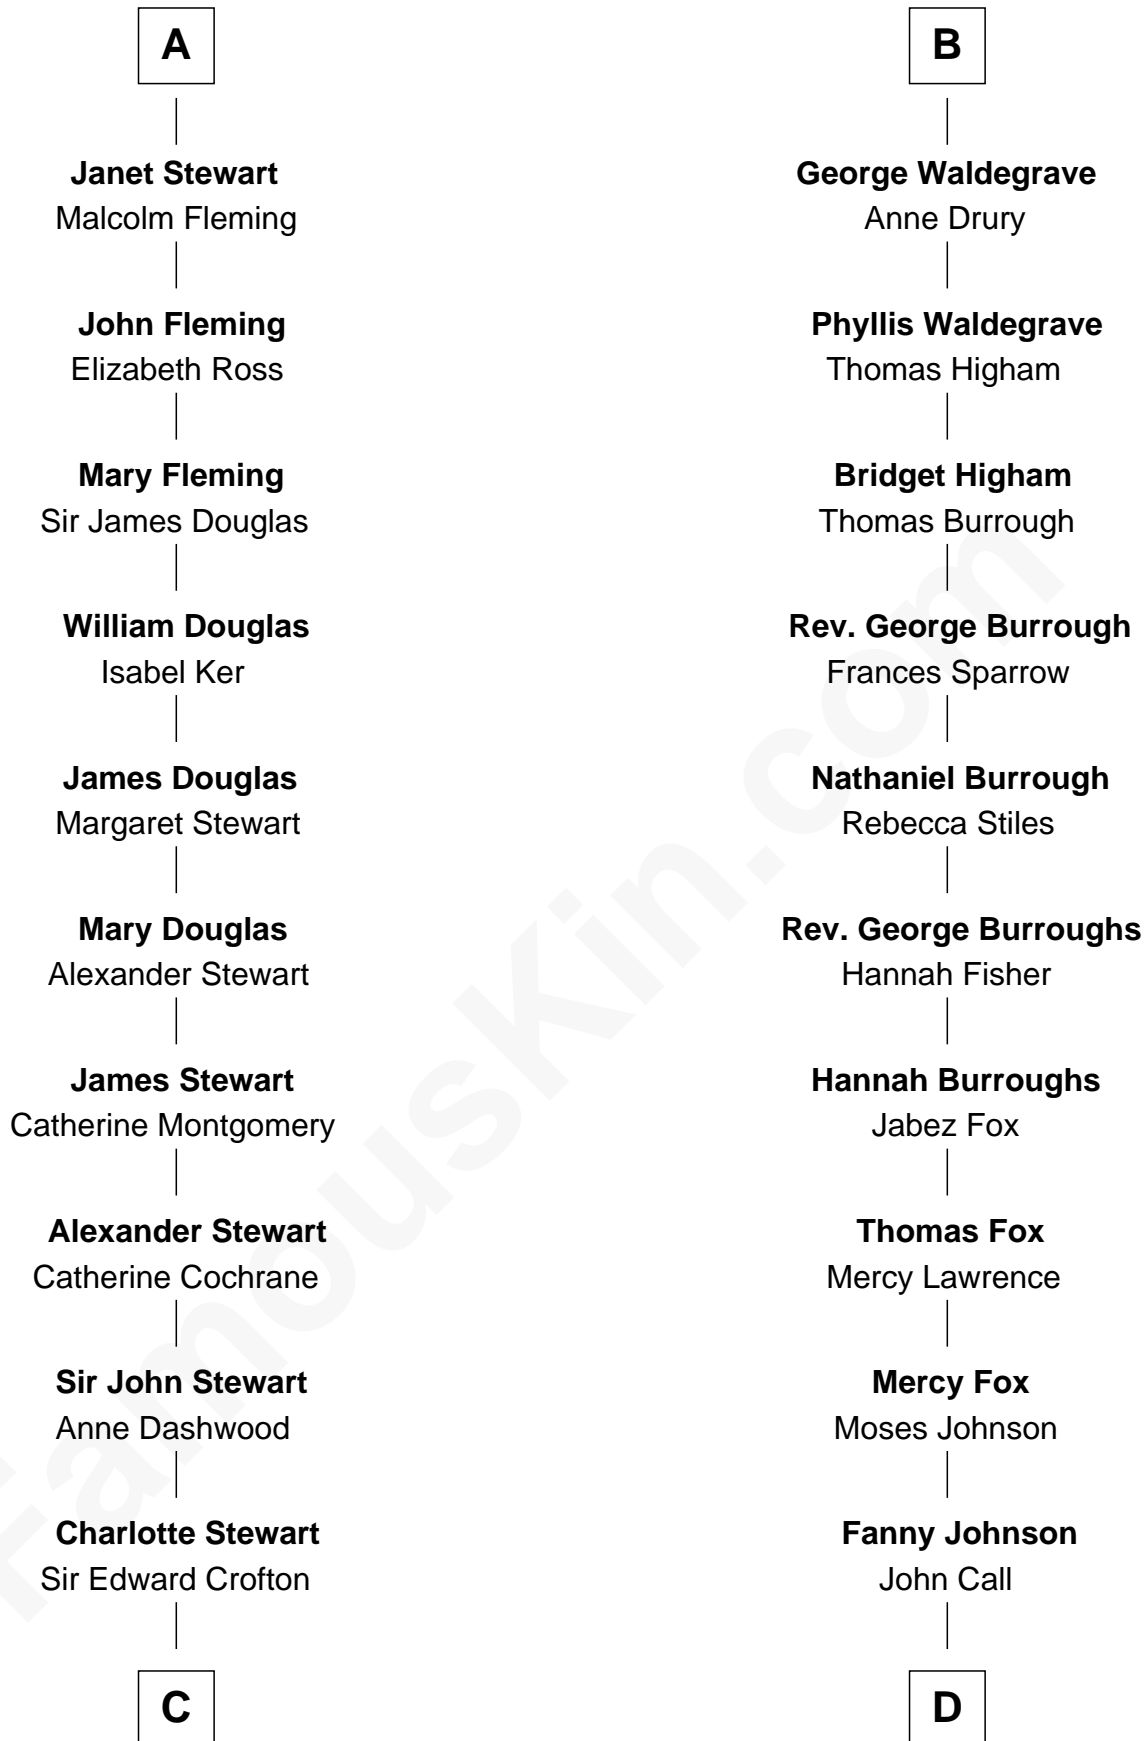 A
Janet Stewart
Malcolm Fleming
John Fleming
Elizabeth Ross
Mary Fleming
Sir James Douglas
William Douglas
Isabel Ker
James Douglas
Margaret Stewart
Mary Douglas
Alexander Stewart
James Stewart
Catherine Montgomery
Alexander Stewart
Catherine Cochrane
Sir John Stewart
Anne Dashwood
Charlotte Stewart
Sir Edward Crofton
C
B
George Waldegrave
Anne Drury
Phyllis Waldegrave
Thomas Higham
Bridget Higham
Thomas Burrough
Rev. George Burrough
Frances Sparrow
Nathaniel Burrough
Rebecca Stiles
Rev. George Burroughs
Hannah Fisher
Hannah Burroughs
Jabez Fox
Thomas Fox
Mercy Lawrence
Mercy Fox
Moses Johnson
Fanny Johnson
John Call
D
FamousKin.com